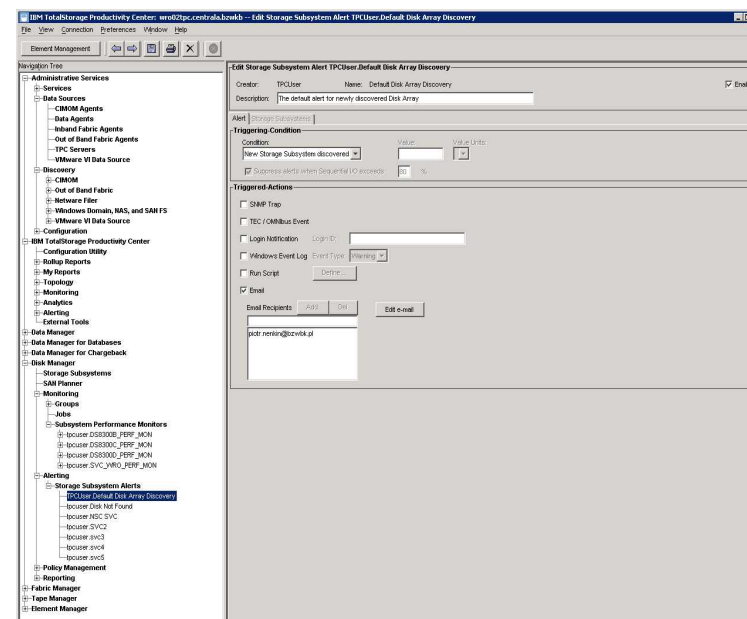 IBM TotalStorage Productivity Center: wro02tpc.centrala.bzwkb -- Edit Storage Subsystem Alert TPCUser.Default Disk Array Discovery
File View Connection Preferences Window Help
Element Management
Navigation Tree
Administrative Services
Services
Data Sources
CIMOM Agents
Data Agents
Inband Fabric Agents
Out of Band Fabric Agents
TPC Servers
VMware VI Data Source
Discovery
CIMOM
Out of Band Fabric
Netware Filer
Windows Domain, NAS, and SAN FS
VMware VI Data Source
Configuration
IBM TotalStorage Productivity Center
Configuration Utility
Rollup Reports
My Reports
Topology
Monitoring
Analytics
Alerting
External Tools
Data Manager
Data Manager for Databases
Data Manager for Chargeback
Disk Manager
Storage Subsystems
SAN Planner
Monitoring
Groups
Jobs
Subsystem Performance Monitors
tpcuser.DS8300B_PERF_MON
tpcuser.DS8300C_PERF_MON
tpcuser.DS8300D_PERF_MON
tpcuser.SVC_WRO_PERF_MON
Alerting
Storage Subsystem Alerts
TPCUser.Default Disk Array Discovery
tpcuser.Disk Not Found
tpcuser.NSC SVC
tpcuser.SVC2
tpcuser.svc3
tpcuser.svc4
tpcuser.svc5
Policy Management
Reporting
Fabric Manager
Tape Manager
Element Manager
Edit Storage Subsystem Alert TPCUser.Default Disk Array Discovery
Creator: TPCUser Name: Default Disk Array Discovery Enal
Description: The default alert for newly discovered Disk Array
Alert Storage Subsystems
Triggering-Condition
Condition: Value: Value Units:
New Storage Subsystem discovered
Suppress alerts when Sequential I/O exceeds: 80 %
Triggered-Actions
SNMP Trap
TEC / OMNIbus Event
Login Notification Login ID:
Windows Event Log Event Type: Warning
Run Script Define...
Email
Email Recipients Add Del Edit e-mail
piotr.nenkin@bzwbk.pl